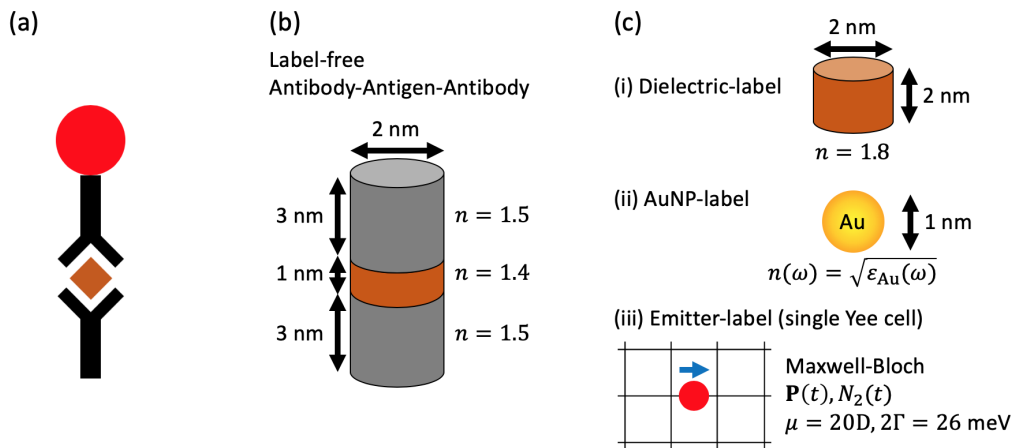 (a)
(b)
Label-free
Antibody-Antigen-Antibody
2 nm
3 nm
n = 1.5
1 nm
n = 1.4
3 nm
n = 1.5
(c)
2 nm
(i) Dielectric-label
2 nm
n = 1.8
(ii) AuNP-label
Au
1 nm
n(ω) = √ε_Au(ω)
(iii) Emitter-label (single Yee cell)
Maxwell-Bloch
P(t), N₂(t)
μ = 20D, 2Γ = 26 meV